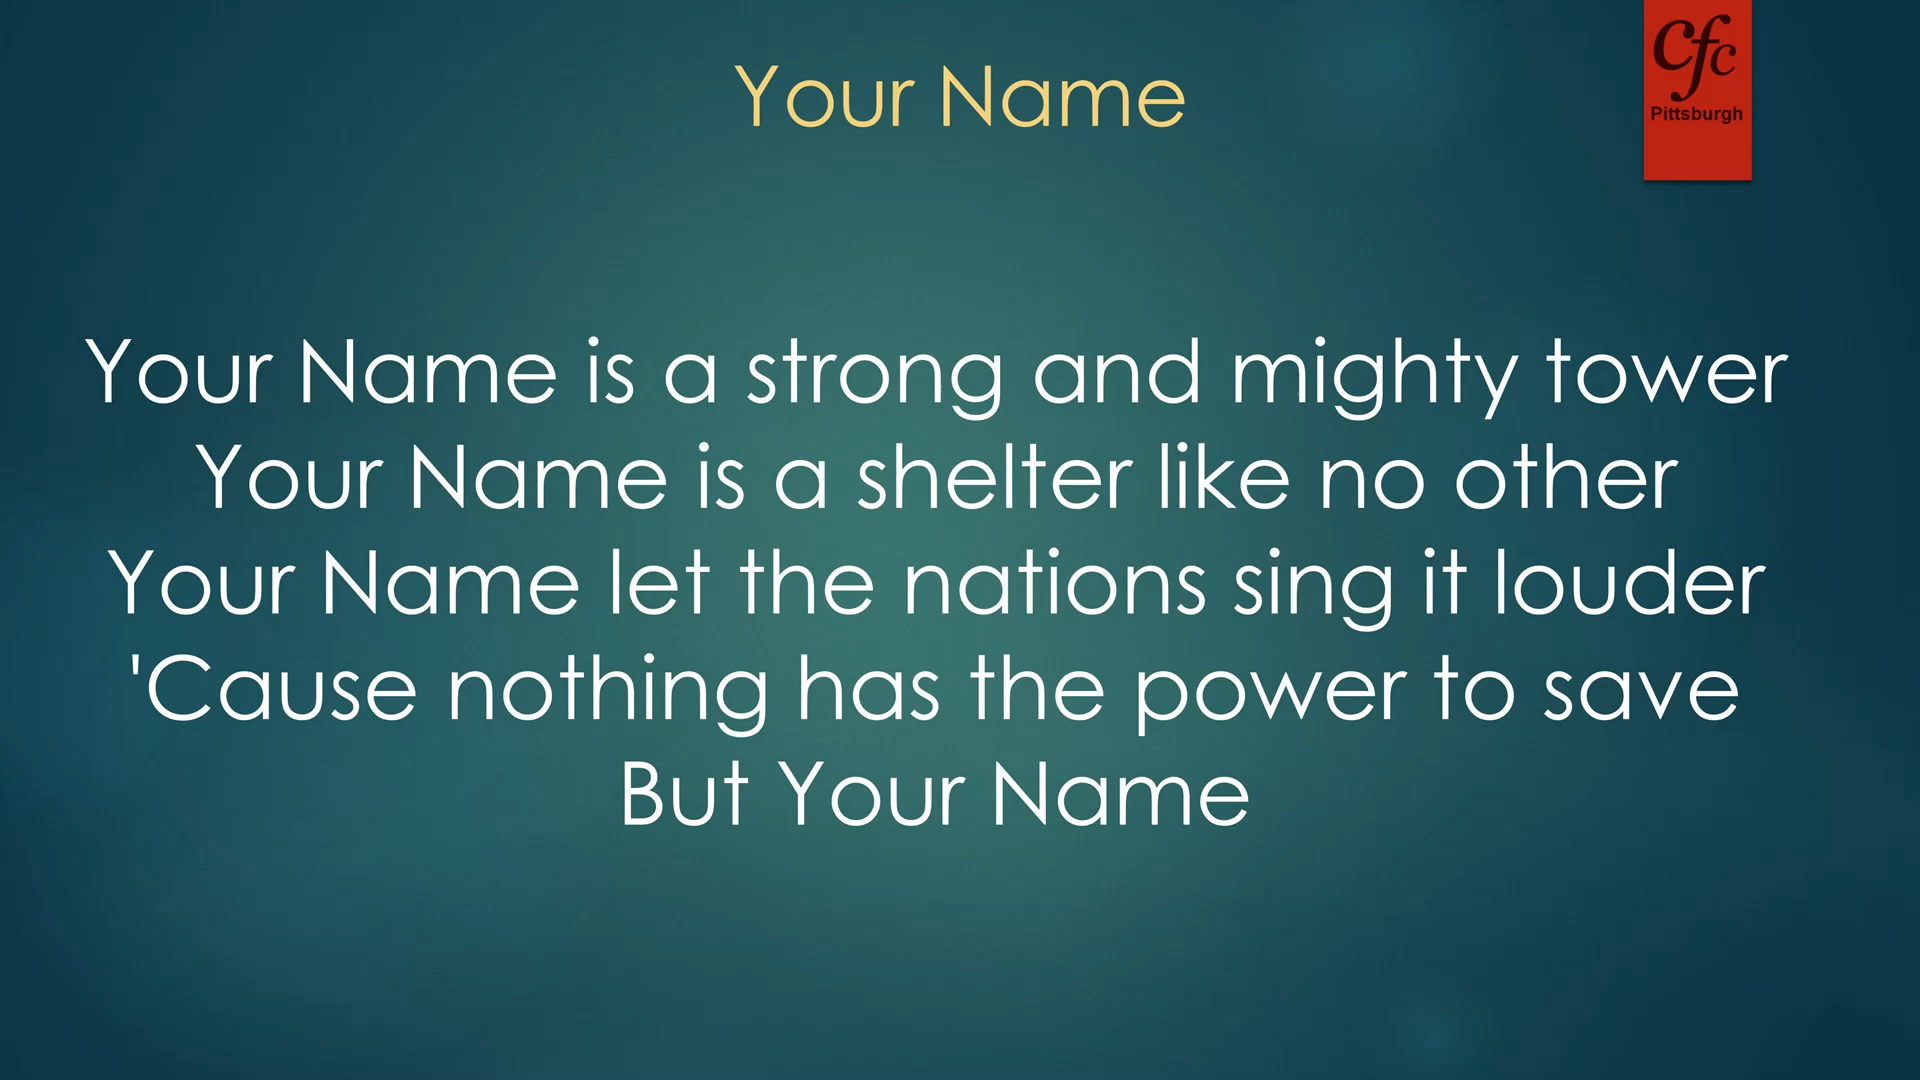 Your Name
Cfc
Pittsburgh
Your Name is a strong and mighty tower
Your Name is a shelter like no other
Your Name let the nations sing it louder
'Cause nothing has the power to save
But Your Name